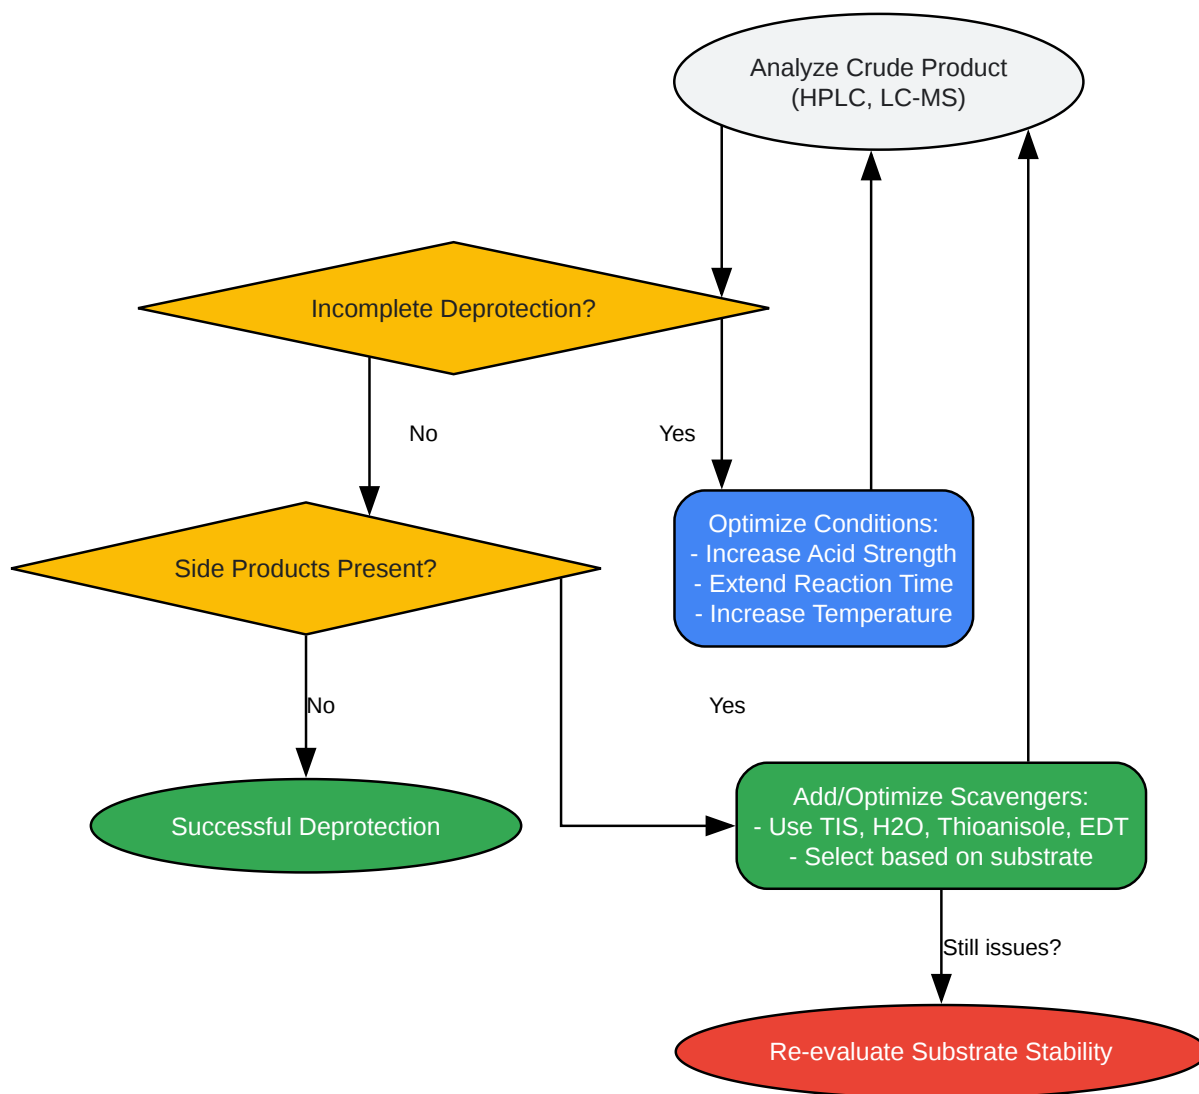 Analyze Crude Product
(HPLC, LC-MS)
Incomplete Deprotection?
No
Yes
Optimize Conditions:
- Increase Acid Strength
- Extend Reaction Time
- Increase Temperature
Side Products Present?
No
Yes
Successful Deprotection
Add/Optimize Scavengers:
- Use TIS, H2O, Thioanisole, EDT
- Select based on substrate
Still issues?
Re-evaluate Substrate Stability